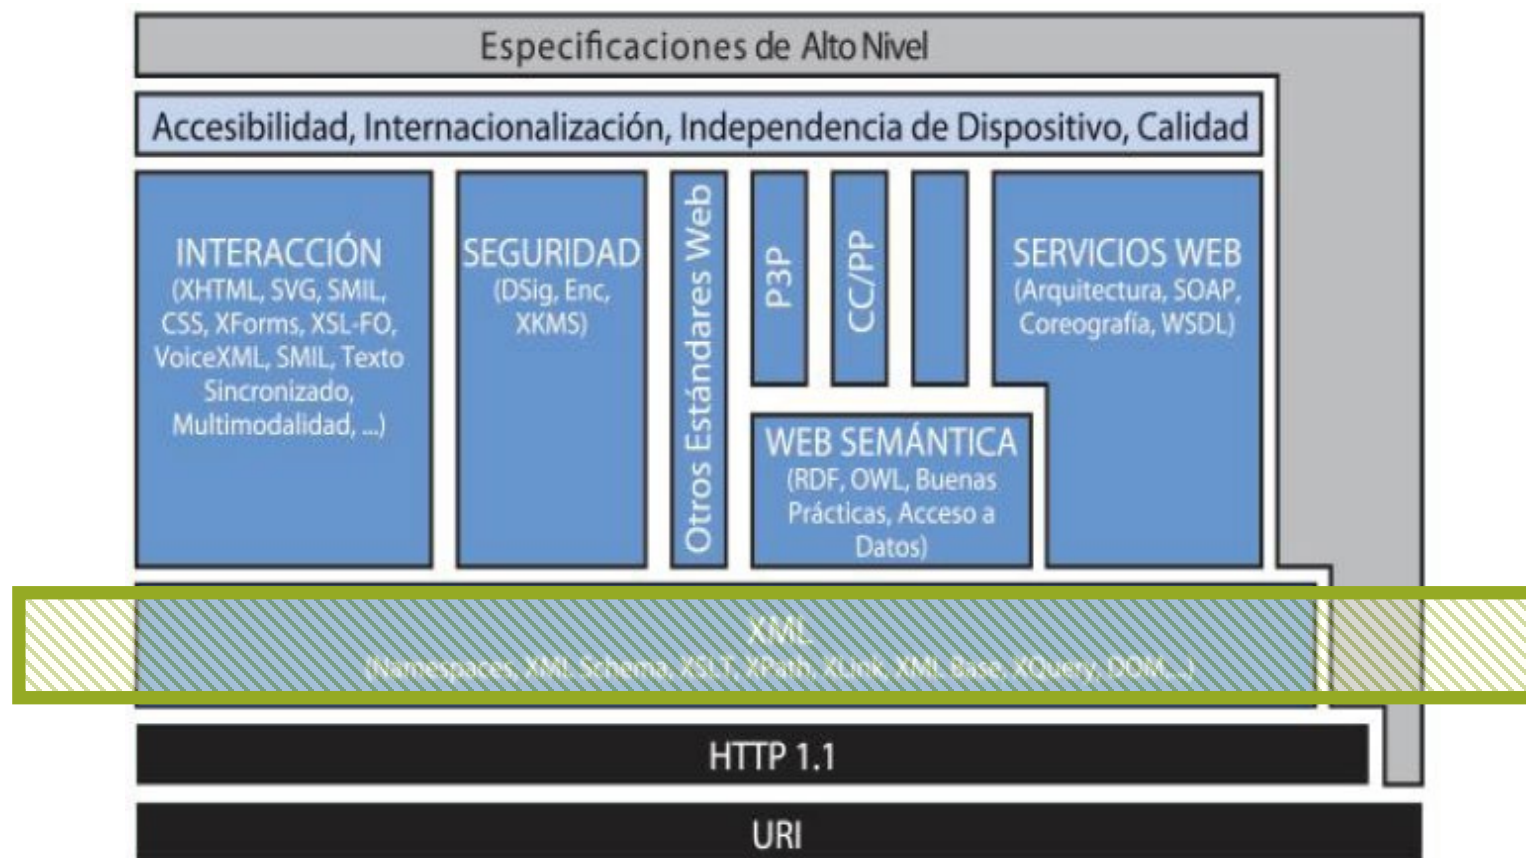 Especificaciones de Alto Nivel
Accesibilidad, Internacionalización, Independencia de Dispositivo, Calidad
INTERACCIÓN
(XHTML, SVG, SMIL,
CSS, XForms, XSL-FO,
VoiceXML, SMIL, Texto
Sincronizado,
Multimodalidad, ...)
SEGURIDAD
(DSig, Enc,
XKMS)
Otros Estándares Web
P3P
CC/PP
SERVICIOS WEB
(Arquitectura, SOAP,
Coreografía, WSDL)
WEB SEMÁNTICA
(RDF, OWL, Buenas
Prácticas, Acceso a
Datos)
XML
(Namespaces, XML Schema, XSLT, XPath, XLink, XML Base, XQuery, DOM,...)
HTTP 1.1
URI